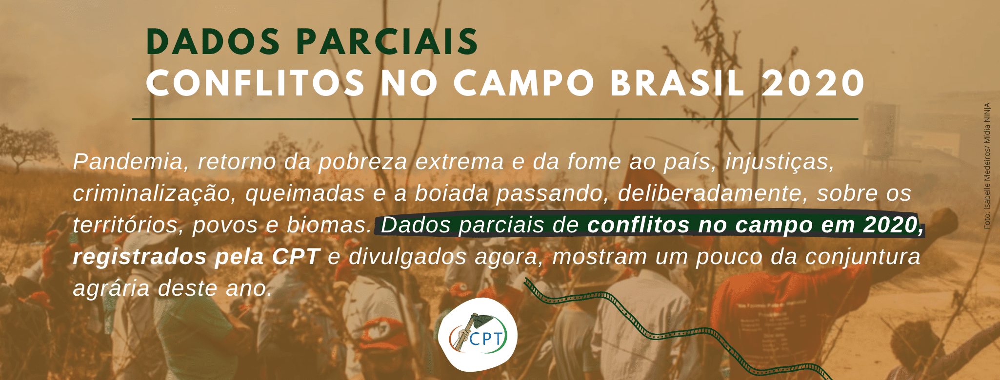 DADOS PARCIAIS
CONFLITOS NO CAMPO BRASIL 2020
Pandemia, retorno da pobreza extrema e da fome ao país, injustiças,
criminalização, queimadas e a boiada passando, deliberadamente, sobre os
territórios, povos e biomas. Dados parciais de conflitos no campo em 2020,
registrados pela CPT e divulgados agora, mostram um pouco da conjuntura
agrária deste ano.
CPT
Foto: Isabelle Medeiros/ Mídia NINJA